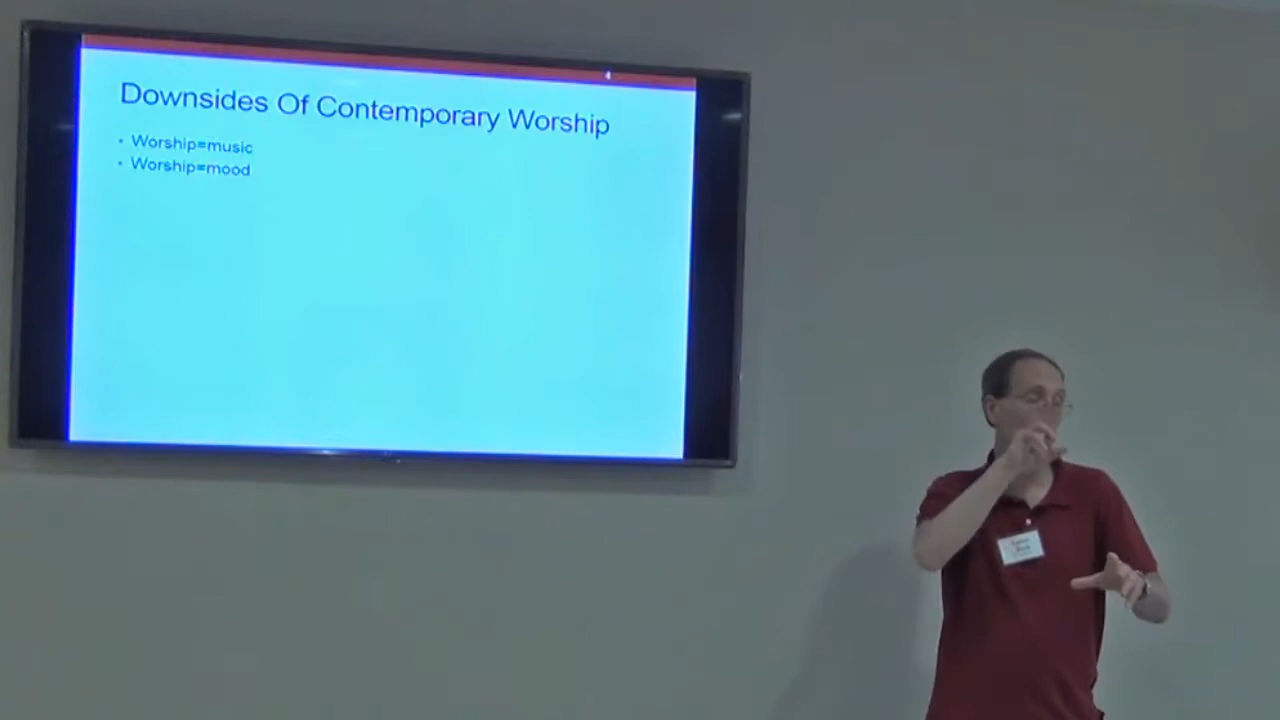 Downsides Of Contemporary Worship
• Worship=music
• Worship=mood